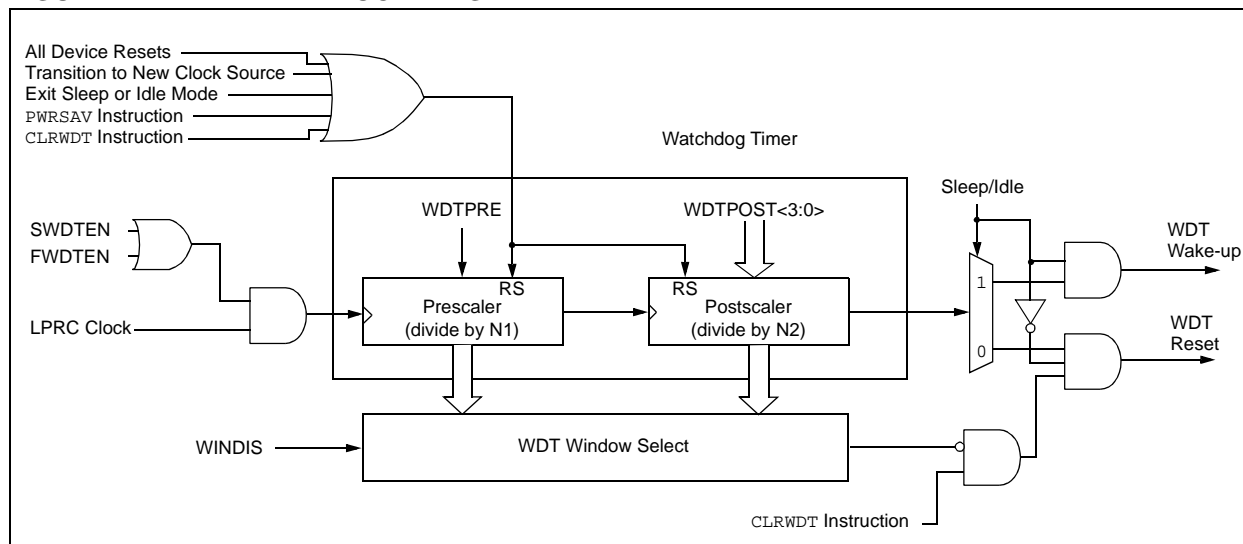 All Device Resets
Transition to New Clock Source
Exit Sleep or Idle Mode
PWRSAV Instruction
CLRWDT Instruction
Watchdog Timer
Sleep/Idle
WDTPRE
WDTPOST<3:0>
SWDTEN
FWDTEN
WDT
Wake-up
RS
RS
1
Prescaler
(divide by N1)
Postscaler
(divide by N2)
LPRC Clock
0
WDT
Reset
WINDIS
WDT Window Select
CLRWDT Instruction